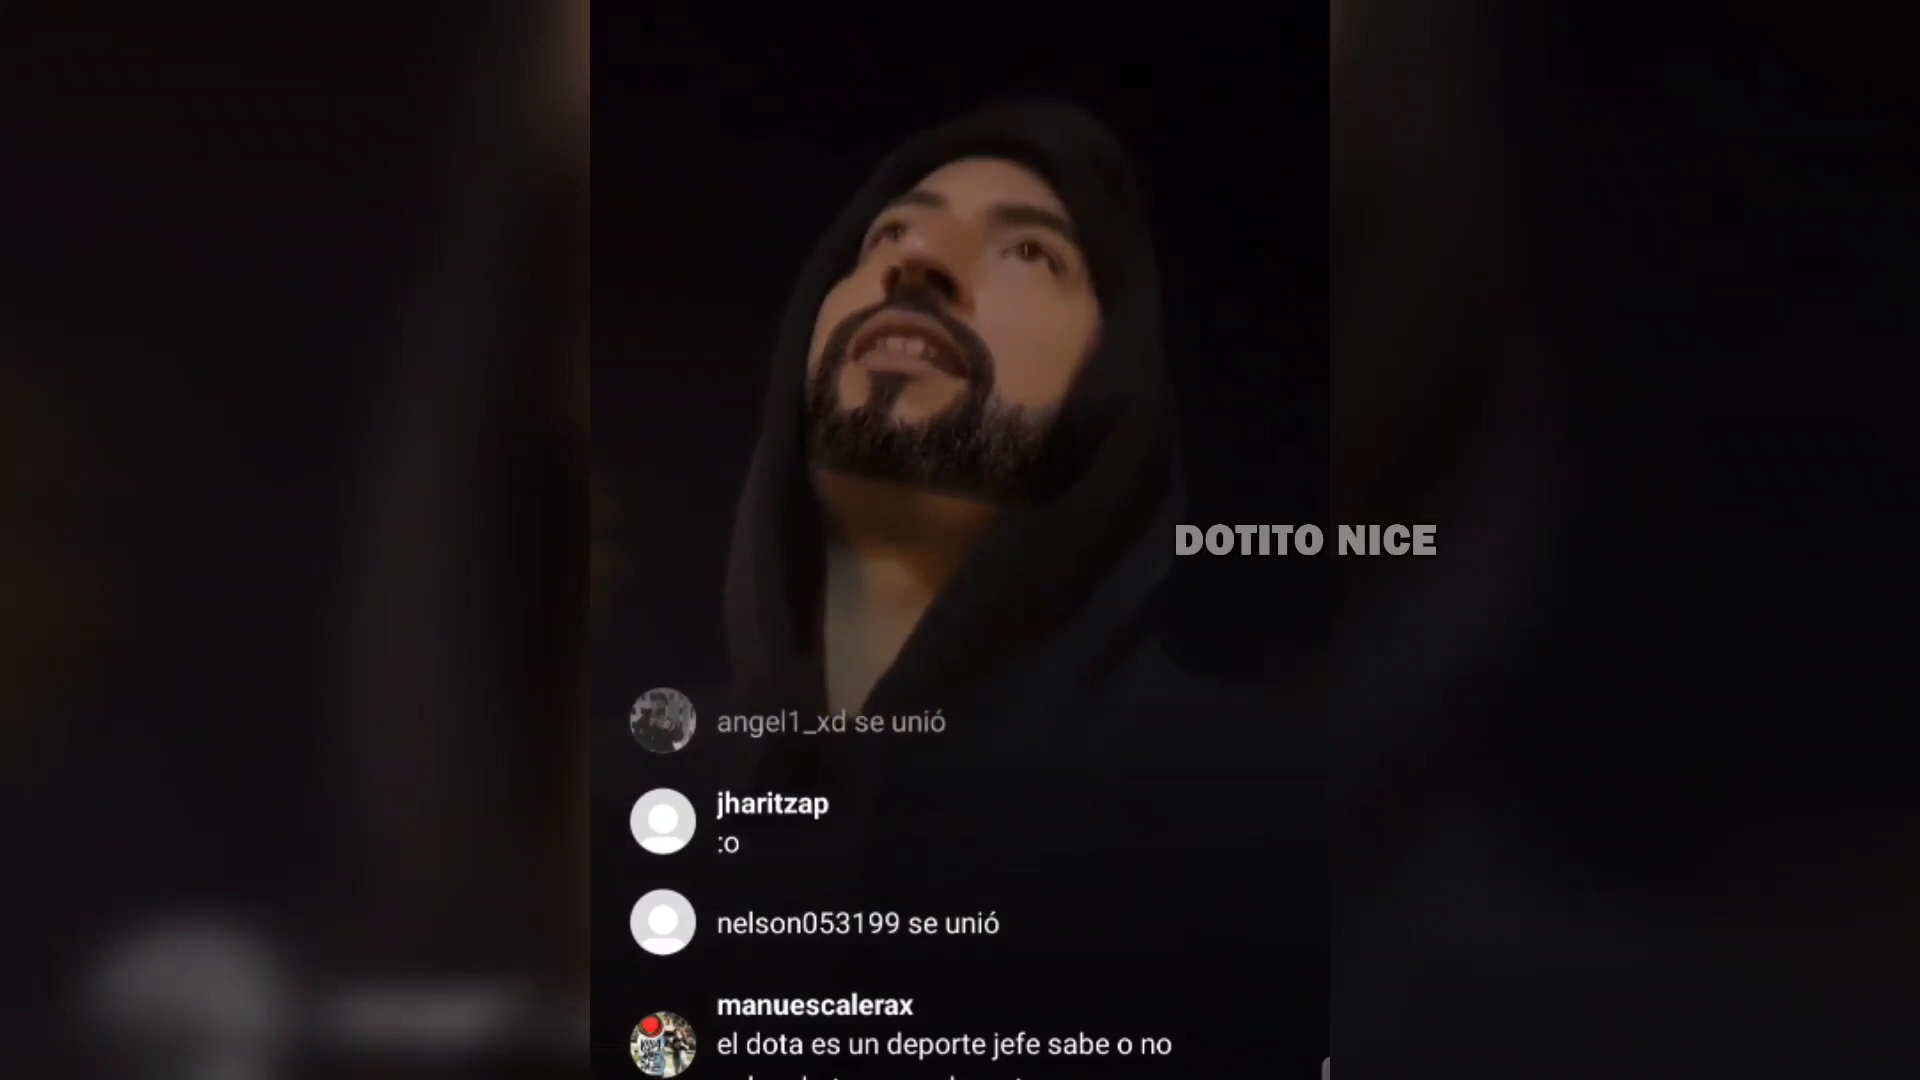 DOTITO NICE
angel1_xd se unió
jharitzap
:o
nelson053199 se unió
manuescalerax
el dota es un deporte jefe sabe o no